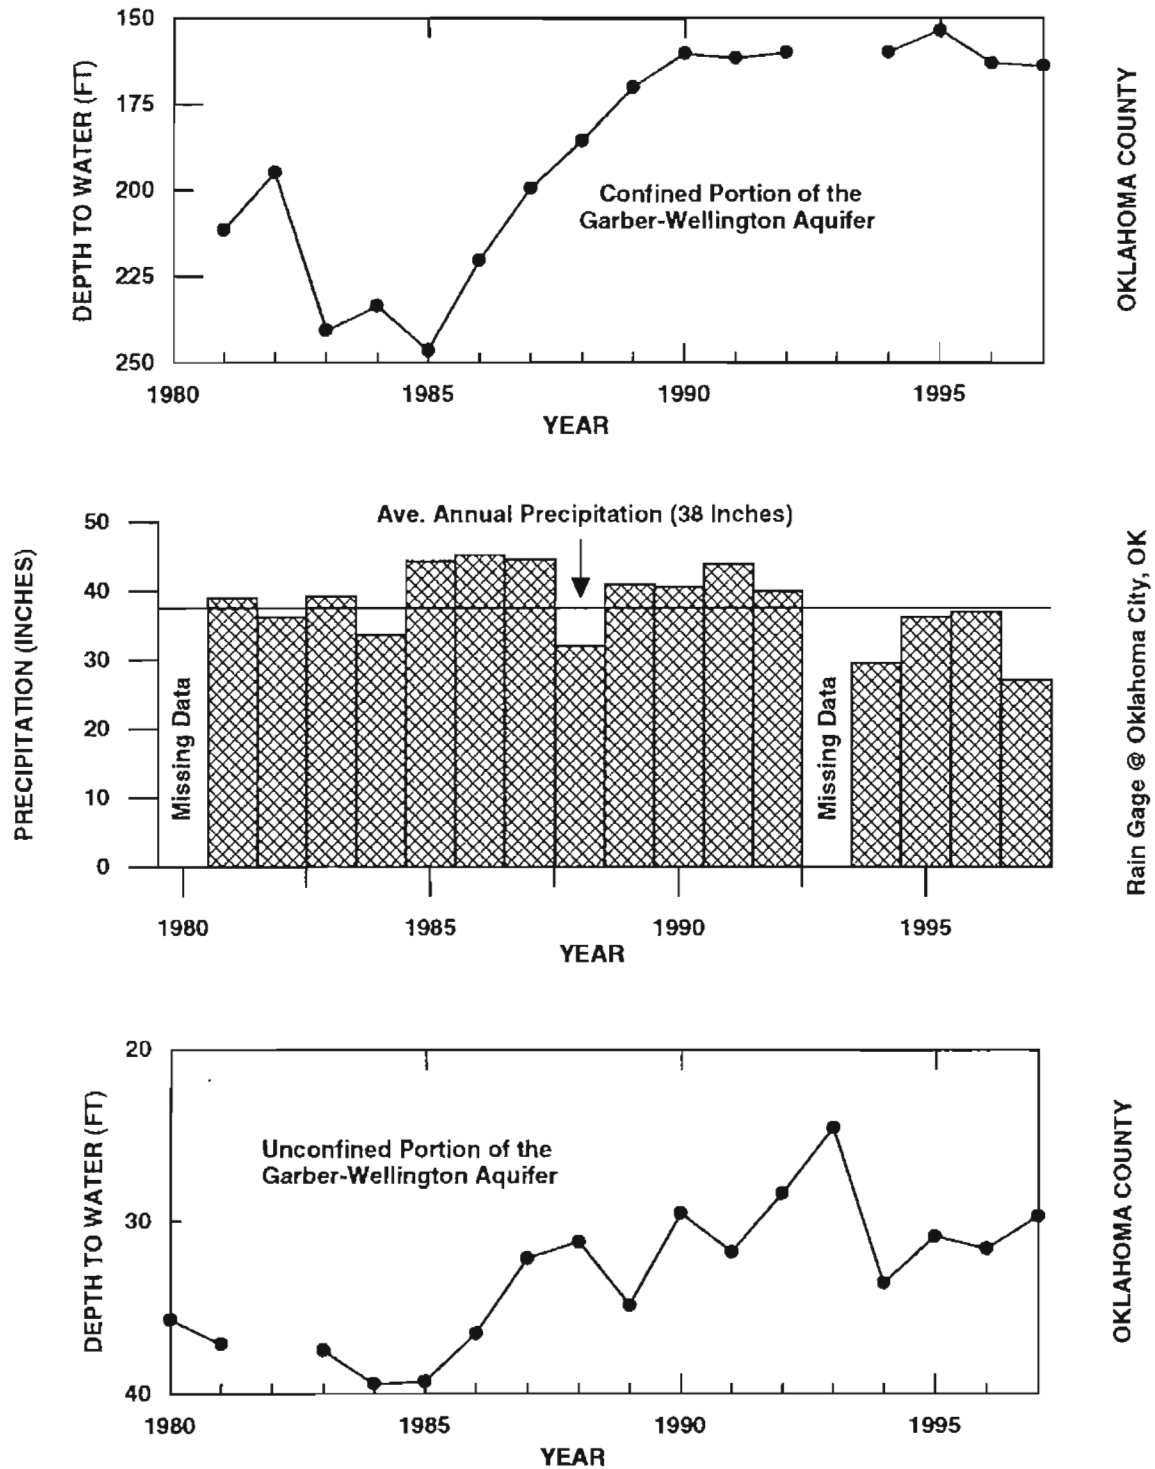 150
175
200
225
250
DEPTH TO WATER (FT)
Confined Portion of the
Garber-Wellington Aquifer
OKLAHOMA COUNTY
1980
1985
1990
1995
YEAR
Ave. Annual Precipitation (38 Inches)
50
40
30
20
10
0
PRECIPITATION (INCHES)
Missing Data
Missing Data
Rain Gage @ Oklahoma City, OK
1980
1985
1990
1995
YEAR
20
30
40
DEPTH TO WATER (FT)
Unconfined Portion of the
Garber-Wellington Aquifer
OKLAHOMA COUNTY
1980
1985
1990
1995
YEAR